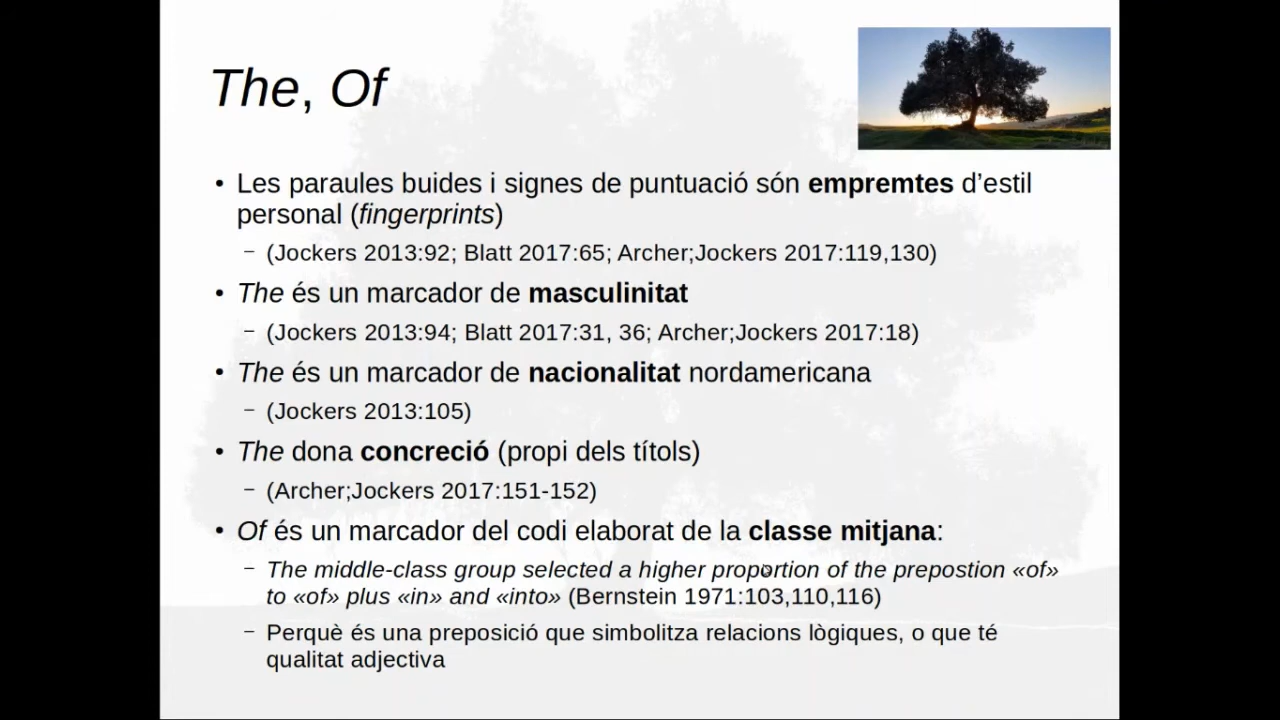 The, Of
• Les paraules buides i signes de puntuació són empremtes d’estil
personal (fingerprints)
– (Jockers 2013:92; Blatt 2017:65; Archer;Jockers 2017:119,130)
• The és un marcador de masculinitat
– (Jockers 2013:94; Blatt 2017:31, 36; Archer;Jockers 2017:18)
• The és un marcador de nacionalitat nordamericana
– (Jockers 2013:105)
• The dona concreció (propi dels títols)
– (Archer;Jockers 2017:151-152)
• Of és un marcador del codi elaborat de la classe mitjana:
– The middle-class group selected a higher proportion of the prepostion «of»
to «of» plus «in» and «into» (Bernstein 1971:103,110,116)
– Perquè és una preposició que simbolitza relacions lògiques, o que té
qualitat adjectiva